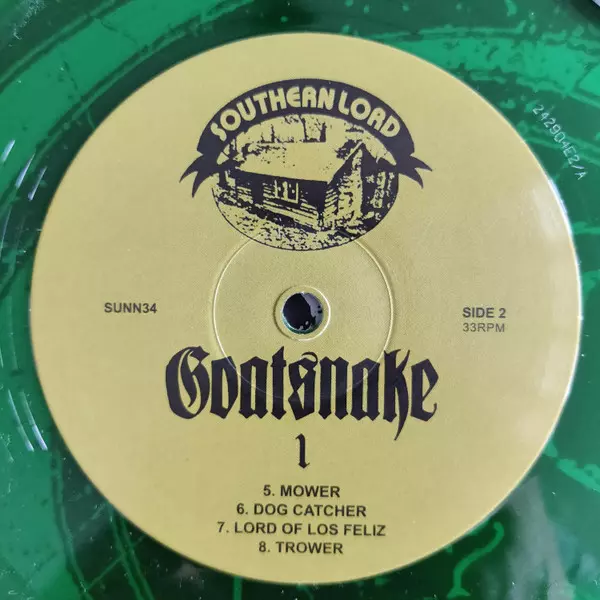 SOUTHERN LORD
242904E2/A
SUNN34
SIDE 2
33RPM
Goatsnake
1
5. MOWER
6. DOG CATCHER
7. LORD OF LOS FELIZ
8. TROWER